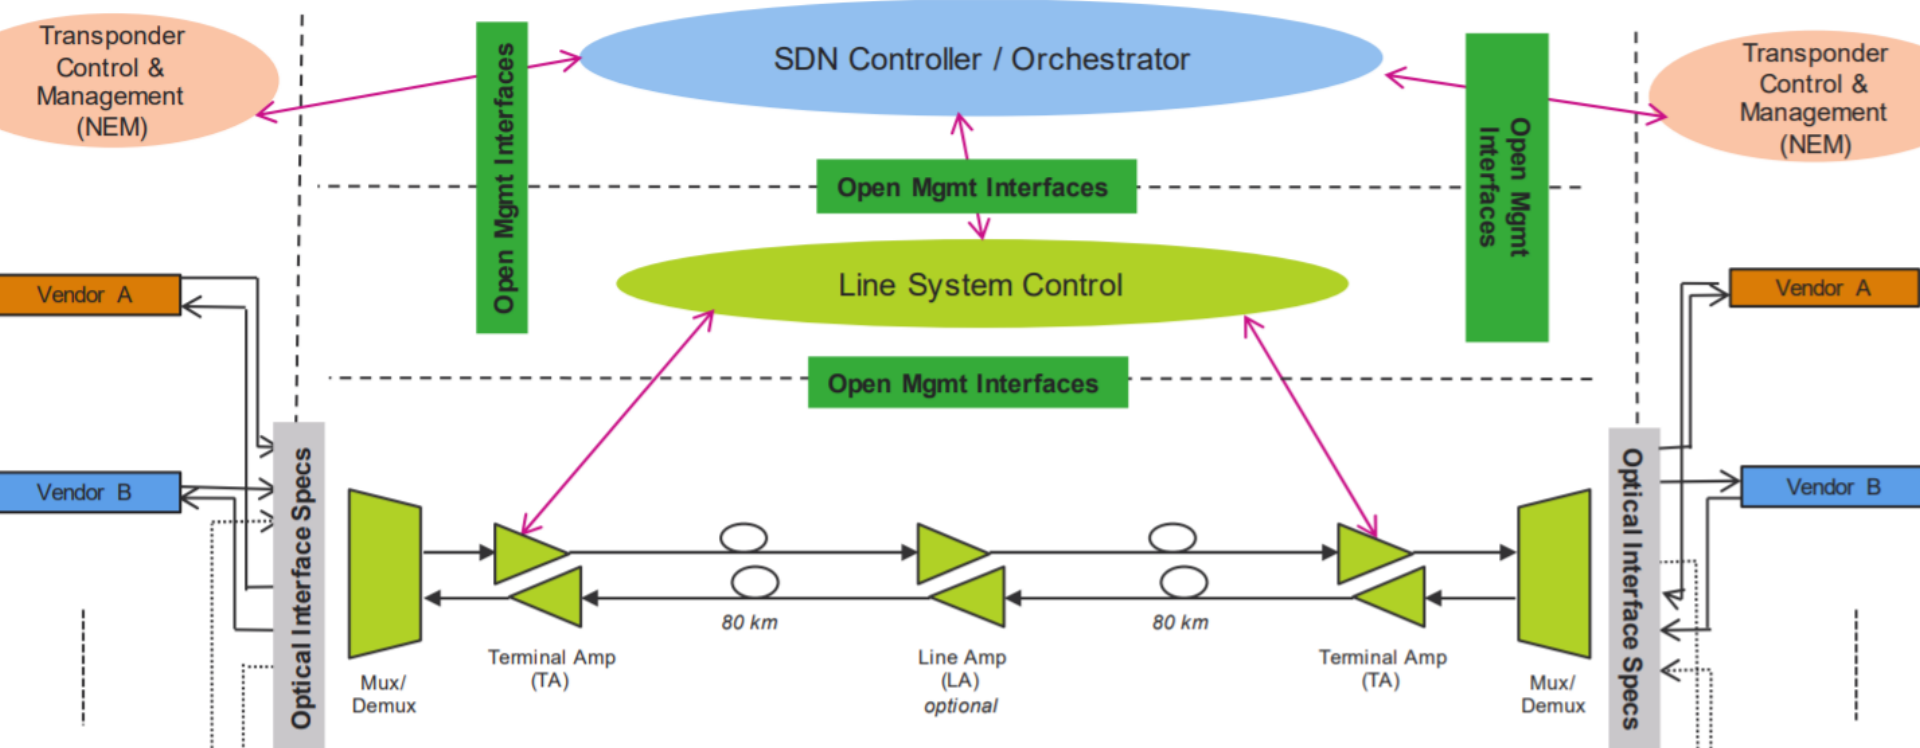 Transponder
Control &
Management
(NEM)
Open Mgmt Interfaces
SDN Controller / Orchestrator
Open Mgmt
Interfaces
Transponder
Control &
Management
(NEM)
Open Mgmt Interfaces
Line System Control
Vendor A
Vendor A
Open Mgmt Interfaces
Vendor B
Vendor B
Optical Interface Specs
Optical Interface Specs
80 km
80 km
Mux/
Demux
Terminal Amp
(TA)
Line Amp
(LA)
optional
Terminal Amp
(TA)
Mux/
Demux